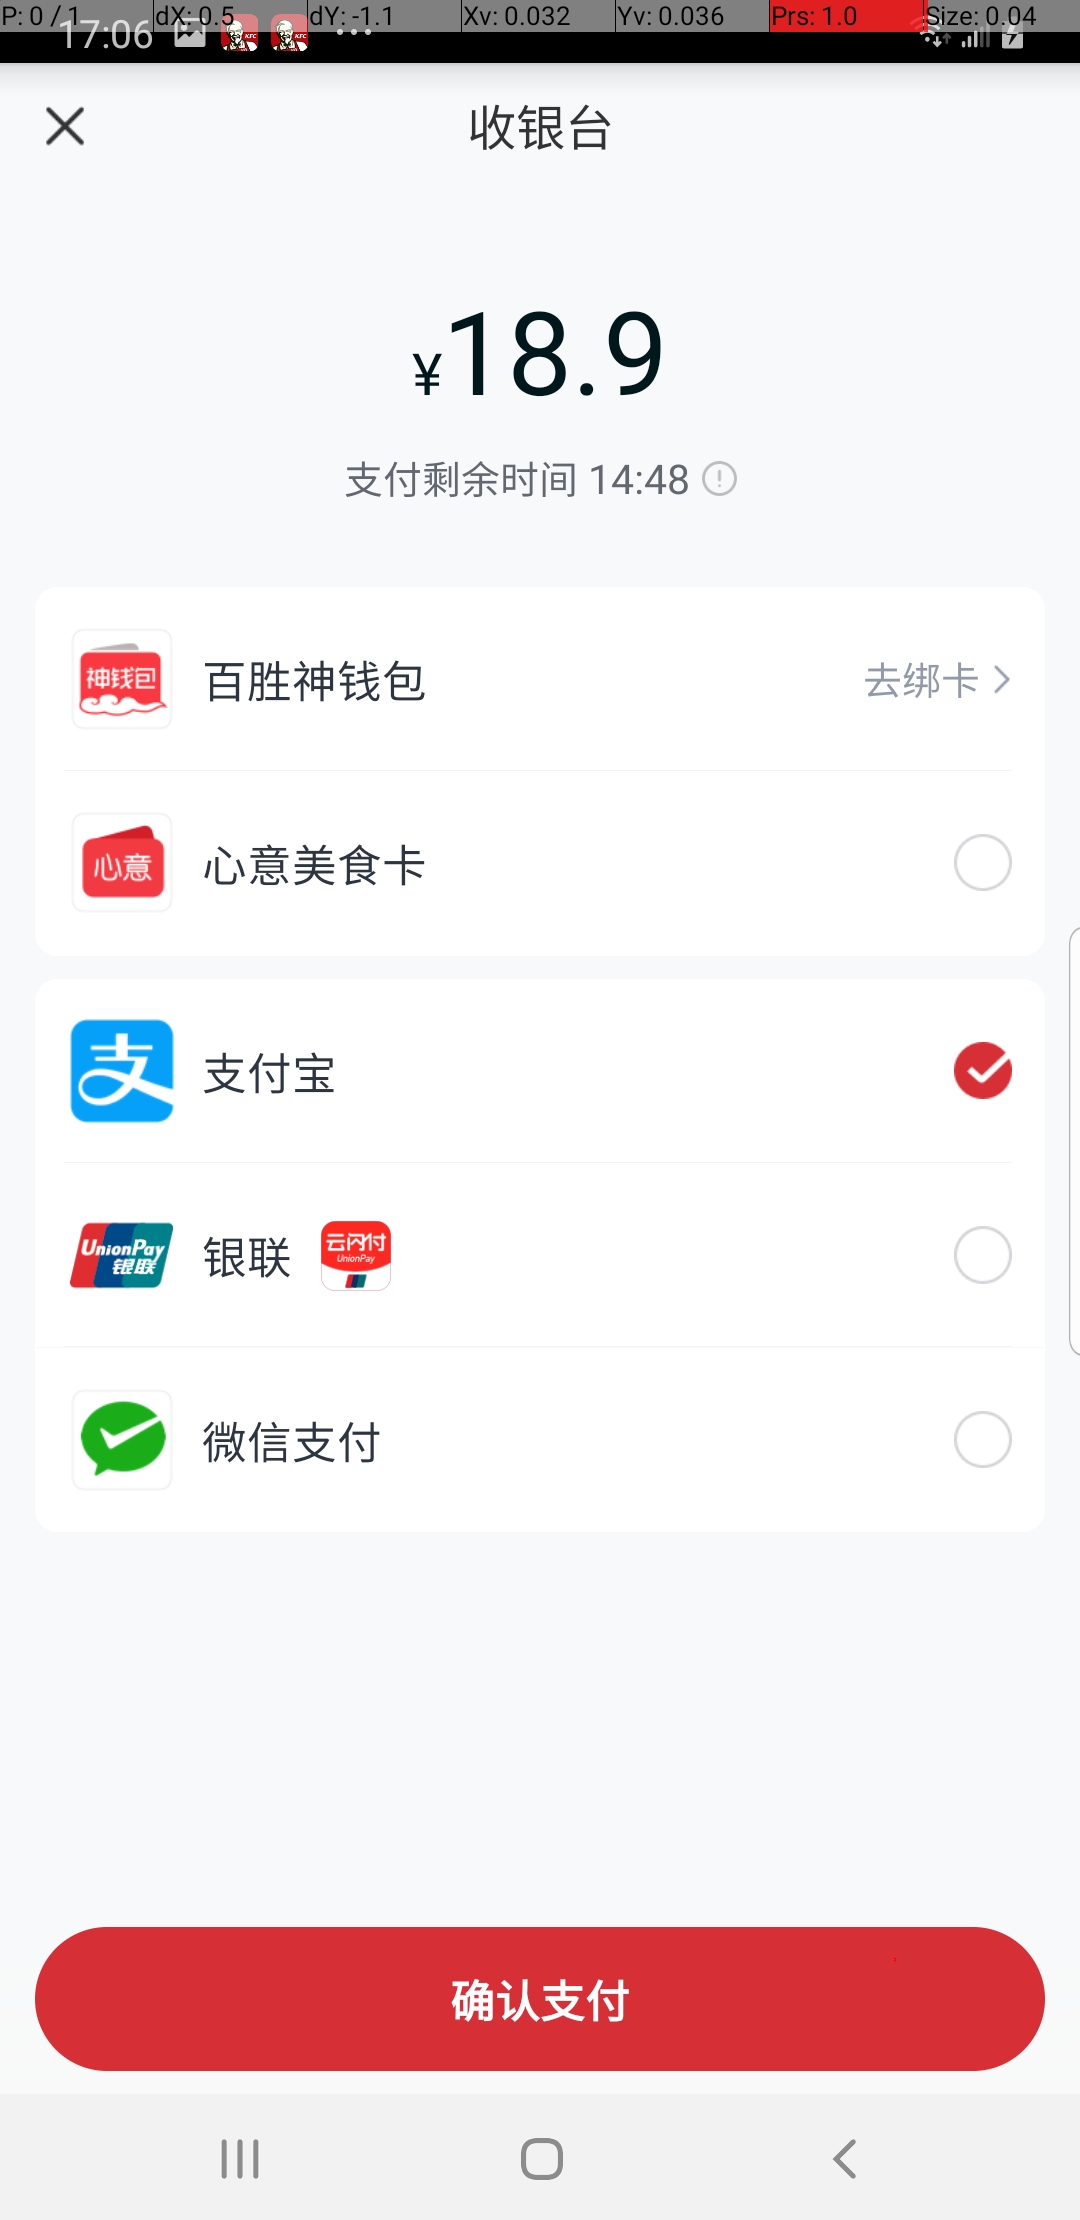 P: 0 / 1 dX: 0.5 dY: -1.1 Xv: 0.032 Yv: 0.036 Prs: 1.0 Size: 0.04
17:06 KFC KFC ...
收银台
¥18.9
支付剩余时间 14:48
神钱包 百胜神钱包 去绑卡
心意 心意美食卡
支 支付宝
UnionPay 银联 银联 云闪付 UnionPay
微信支付
确认支付